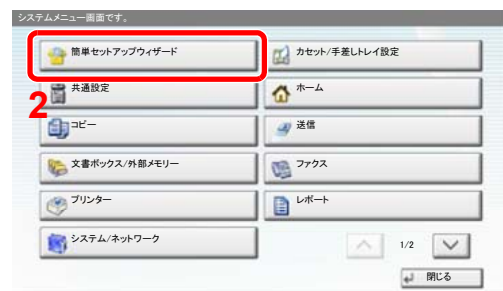 システムメニュー画面です。
簡単セットアップウィザード
カセット/手差しトレイ設定
2
共通設定
ホーム
コピー
送信
文書ボックス/外部メモリー
ファクス
プリンター
レポート
システム/ネットワーク
1/2
閉じる